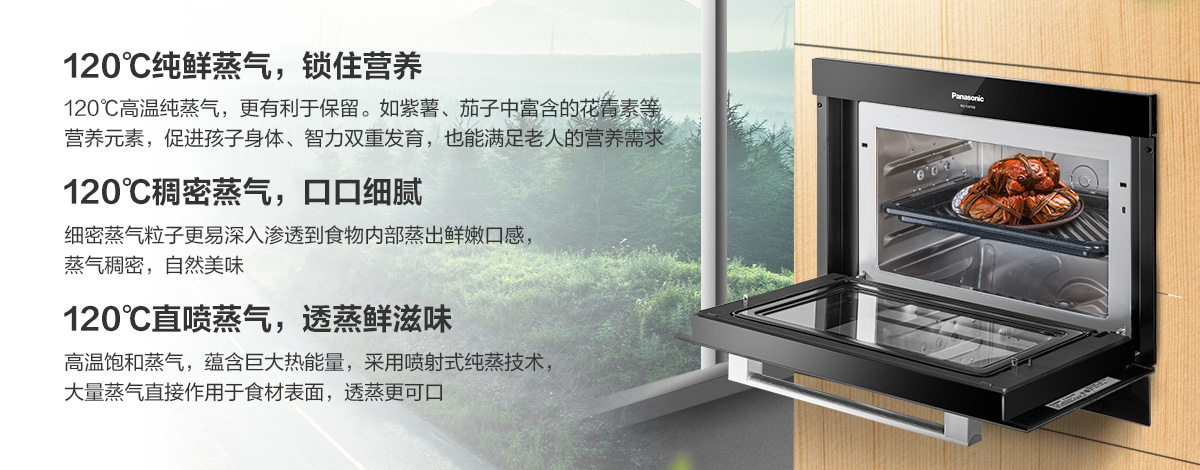 120℃纯鲜蒸气，锁住营养
120℃高温纯蒸气，更有利于保留。如紫薯、茄子中富含的花青素等
营养元素，促进孩子身体、智力双重发育，也能满足老人的营养需求
120℃稠密蒸气，口口细腻
细密蒸气粒子更易深入渗透到食物内部蒸出鲜嫩口感，
蒸气稠密，自然美味
120℃直喷蒸气，透蒸鲜滋味
高温饱和蒸气，蕴含巨大热能量，采用喷射式纯蒸技术，
大量蒸气直接作用于食材表面，透蒸更可口
Panasonic